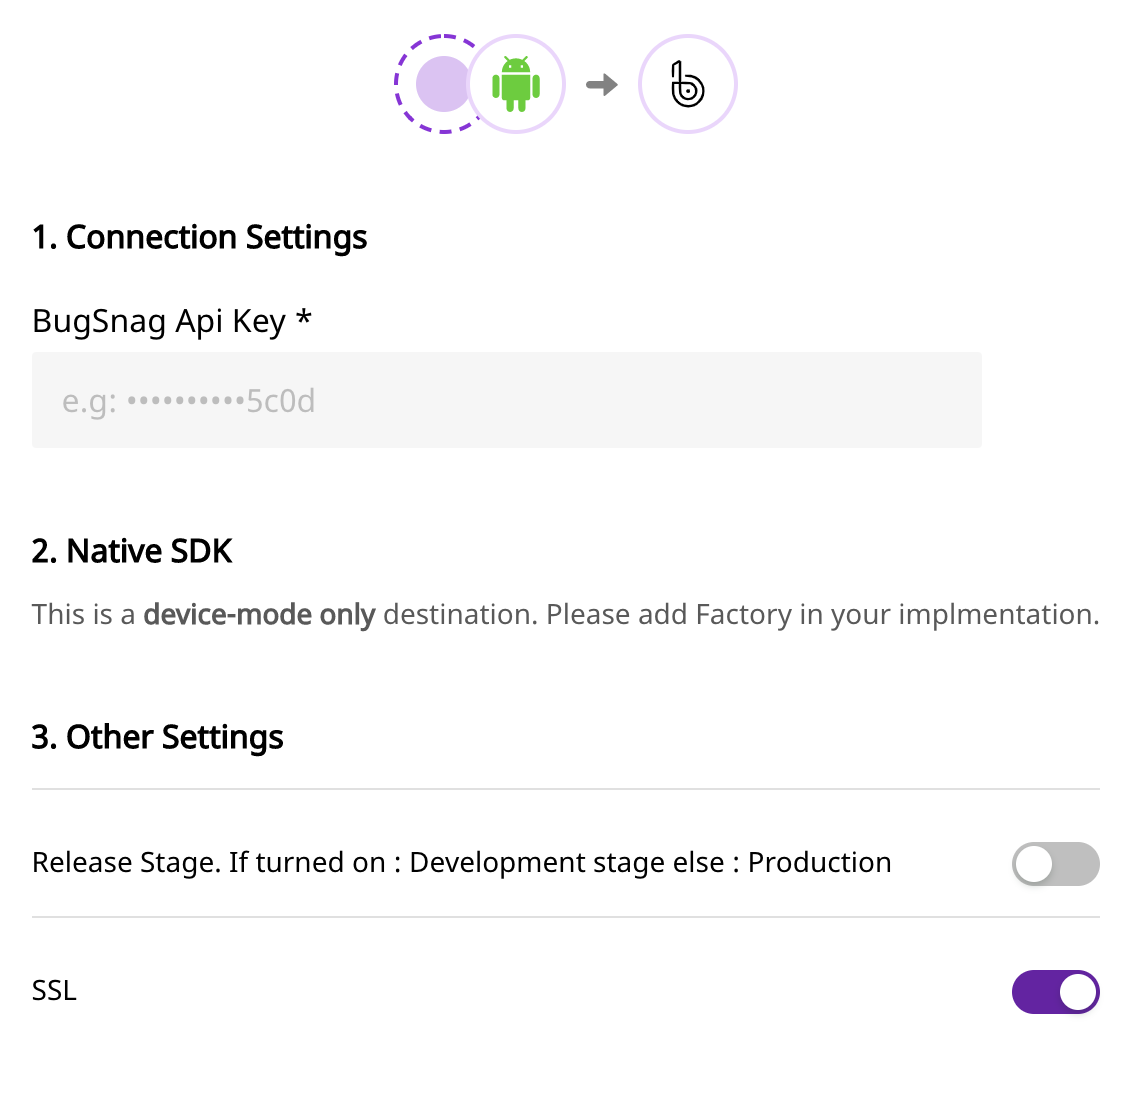 1. Connection Settings
BugSnag Api Key *
e.g: ••••••••••5c0d
2. Native SDK
This is a device-mode only destination. Please add Factory in your implmentation.
3. Other Settings
Release Stage. If turned on : Development stage else : Production
SSL